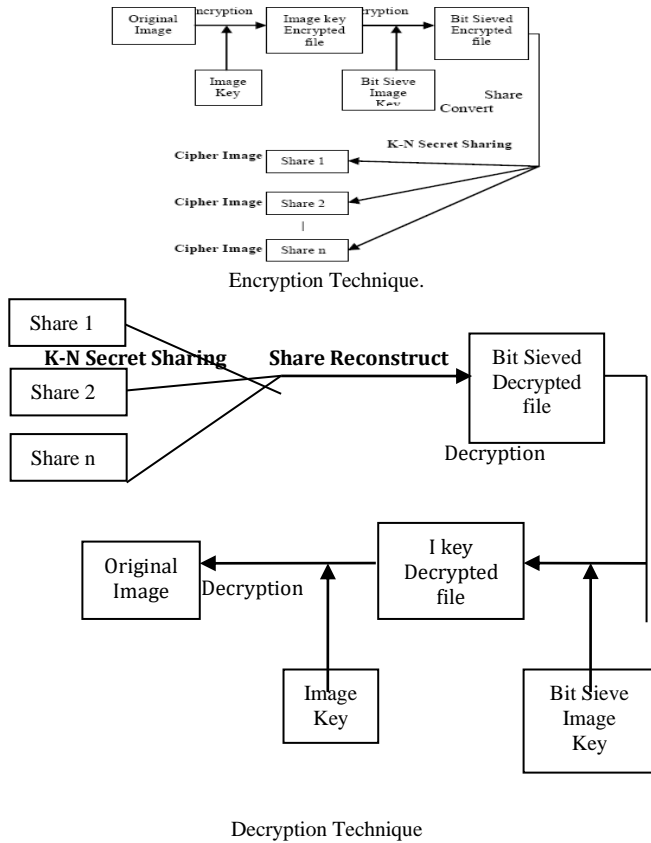 Original
Image
ncryption
Image key
Encrypted
file
ryption
Bit Sieved
Encrypted
file
Image
Key
Bit Sieve
Image
Key
Share
Convert
K-N Secret Sharing
Cipher Image
Share 1
Cipher Image
Share 2
|
Cipher Image
Share n
Encryption Technique.
Share 1
K-N Secret Sharing
Share Reconstruct
Share 2
Share n
Bit Sieved
Decrypted
file
Decryption
Original
Image
Decryption
I key
Decrypted
file
Image
Key
Bit Sieve
Image
Key
Decryption Technique